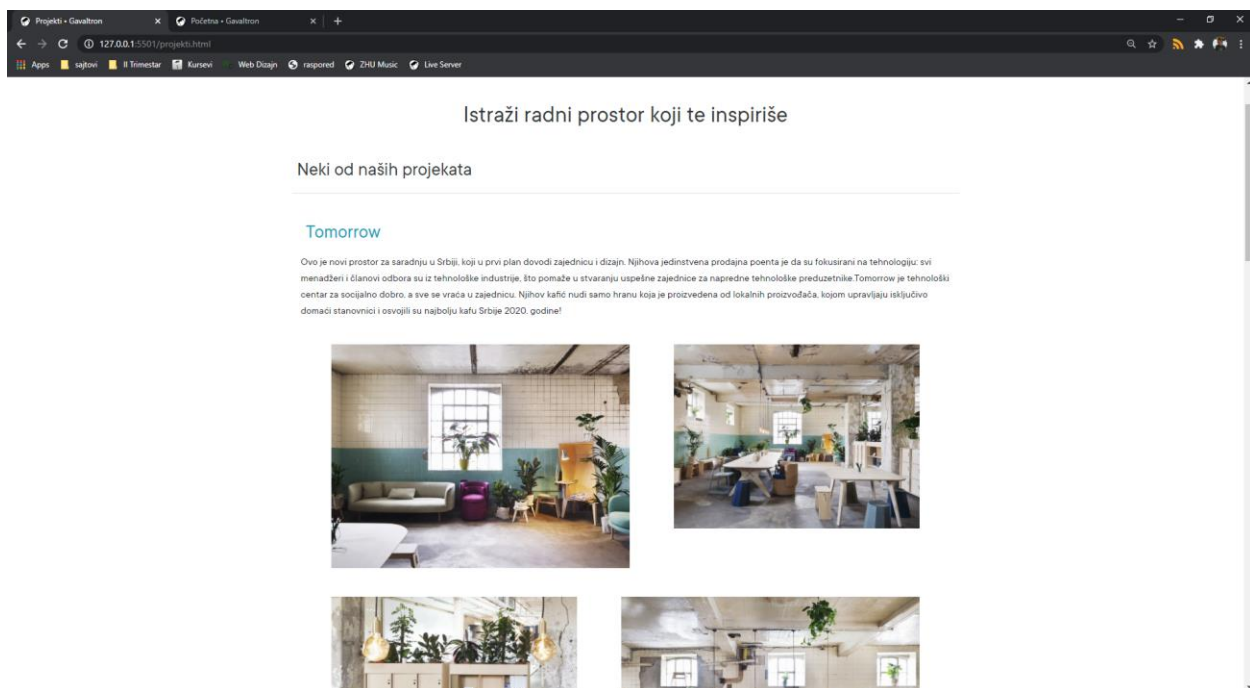 Projekti • Gavaltron
Početna • Gavaltron
127.0.0.1:5501/projekti.html
Apps sajtovi II Trimestar Kursevi Web Dizajn raspored ZHU Music Live Server
Istraži radni prostor koji te inspiriše
Neki od naših projekata
Tomorrow
Ovo je novi prostor za saradnju u Srbiji, koji u prvi plan dovodi zajednicu i dizajn. Njihova jedinstvena prodajna poenta je da su fokusirani na tehnologiju: svi
menadžeri i članovi odbora su iz tehnološke industrije, što pomaže u stvaranju uspešne zajednice za napredne tehnološke preduzetnike.Tomorrow je tehnološki
centar za socijalno dobro, a sve se vraća u zajednicu. Njihov kafić nudi samo hranu koja je proizvedena od lokalnih proizvođača, kojom upravljaju isključivo
domaći stanovnici i osvojili su najbolju kafu Srbije 2020. godine!